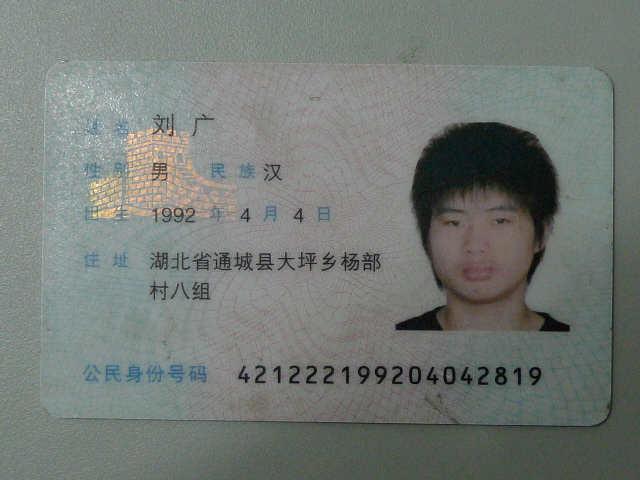 姓名 刘广
性别 男 民族 汉
出生 1992 年 4 月 4 日
住址 湖北省通城县大坪乡杨部
村八组
公民身份号码 421222199204042819